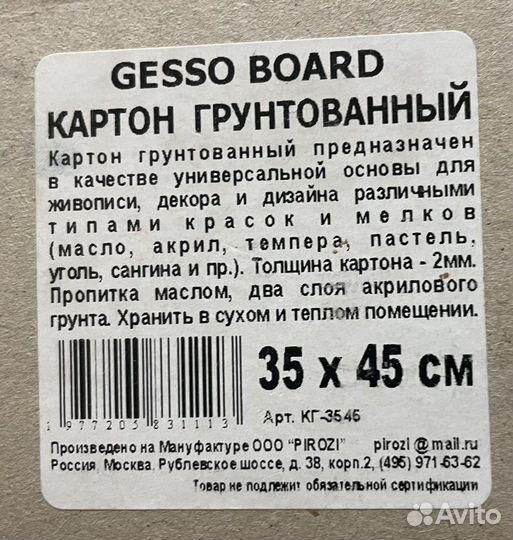 GESSO BOARD
КАРТОН ГРУНТОВАННЫЙ
Картон грунтованный предназначен
в качестве универсальной основы для
живописи, декора и дизайна различными
типами красок и мелков
(масло, акрил, темпера, пастель,
уголь, сангина и пр.). Толщина картона - 2мм.
Пропитка маслом, два слоя акрилового
грунта. Хранить в сухом и теплом помещении.
35 x 45 см
1 977205 831113
Арт. КГ-3545
Произведено на Мануфактуре ООО "PIROZI" pirozi@mail.ru
Россия, Москва. Рублевское шоссе, д. 38, корп.2, (495) 971-63-62
Товар не подлежит обязательной сертификации
Avito